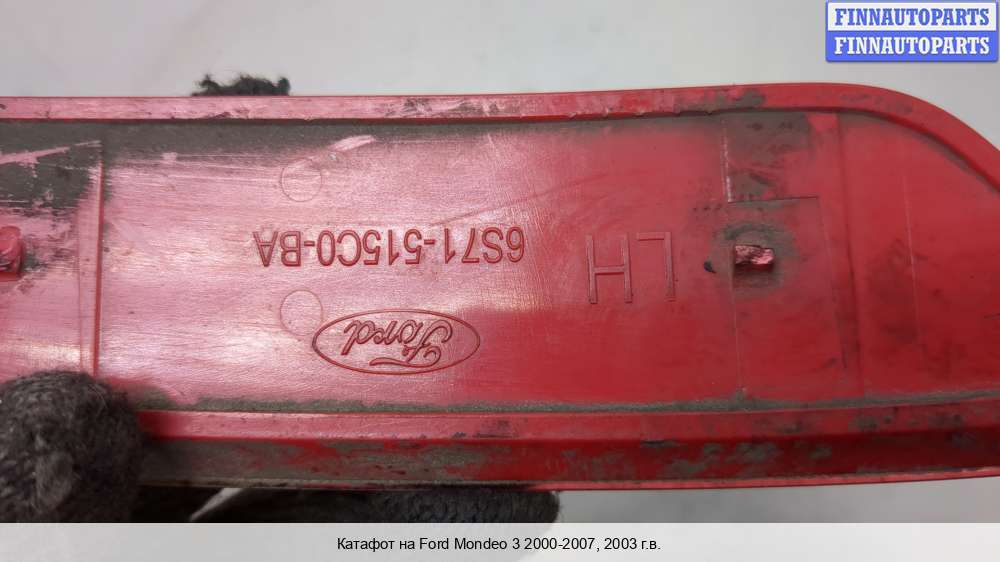 FINNAUTOPARTS
FINNAUTOPARTS
6S71-515C0-BA
LH
Ford
Катафот на Ford Mondeo 3 2000-2007, 2003 г.в.